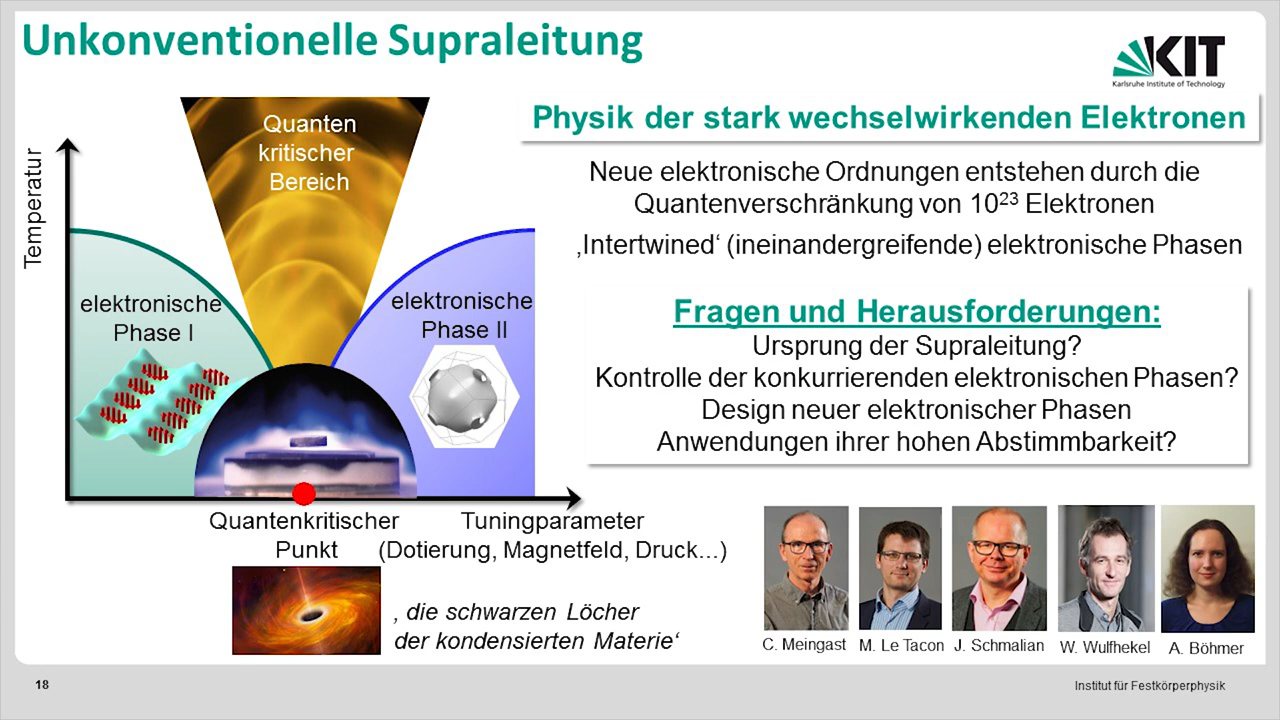 Unkonventionelle Supraleitung
KIT
Karlsruhe Institute of Technology
Temperatur
Quanten
kritischer
Bereich
elektronische
Phase I
elektronische
Phase II
Quantenkritischer
Punkt
Tuningparameter
(Dotierung, Magnetfeld, Druck...)
‚ die schwarzen Löcher
der kondensierten Materie‘
Physik der stark wechselwirkenden Elektronen
Neue elektronische Ordnungen entstehen durch die
Quantenverschränkung von 10²³ Elektronen
‚Intertwined‘ (ineinandergreifende) elektronische Phasen
Fragen und Herausforderungen:
Ursprung der Supraleitung?
Kontrolle der konkurrierenden elektronischen Phasen?
Design neuer elektronischer Phasen
Anwendungen ihrer hohen Abstimmbarkeit?
C. Meingast
M. Le Tacon
J. Schmalian
W. Wulfhekel
A. Böhmer
18
Institut für Festkörperphysik